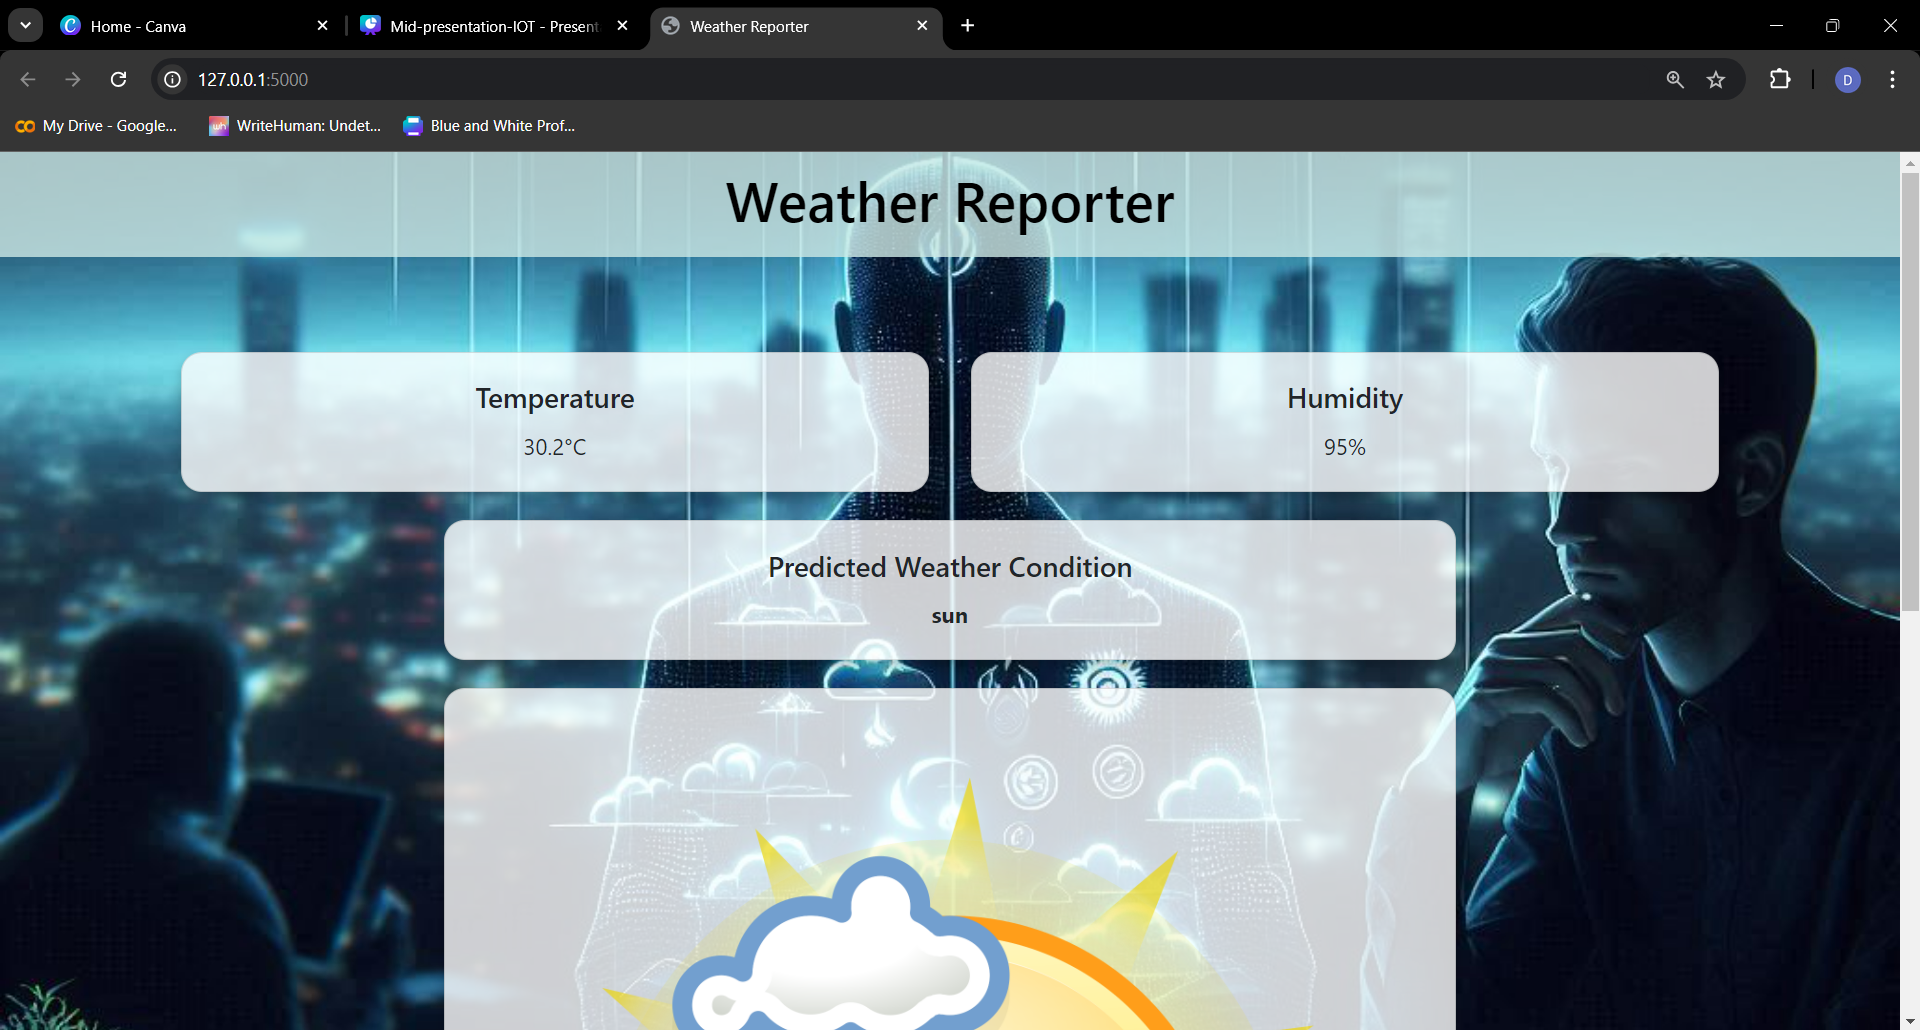 Home - Canva
Mid-presentation-IOT - Present
Weather Reporter
127.0.0.1:5000
D
My Drive - Google...
wh
WriteHuman: Undet...
Blue and White Prof...
Weather Reporter
Temperature
30.2°C
Humidity
95%
Predicted Weather Condition
sun